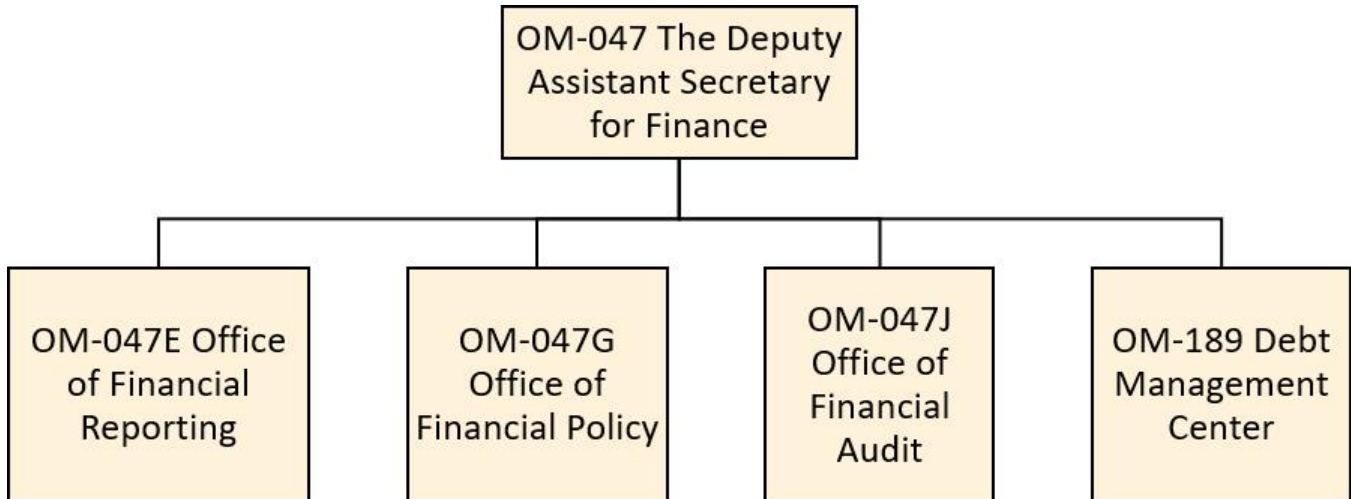 OM-047 The Deputy
Assistant Secretary
for Finance
OM-047E Office
of Financial
Reporting
OM-047G
Office of
Financial Policy
OM-047J
Office of
Financial
Audit
OM-189 Debt
Management
Center